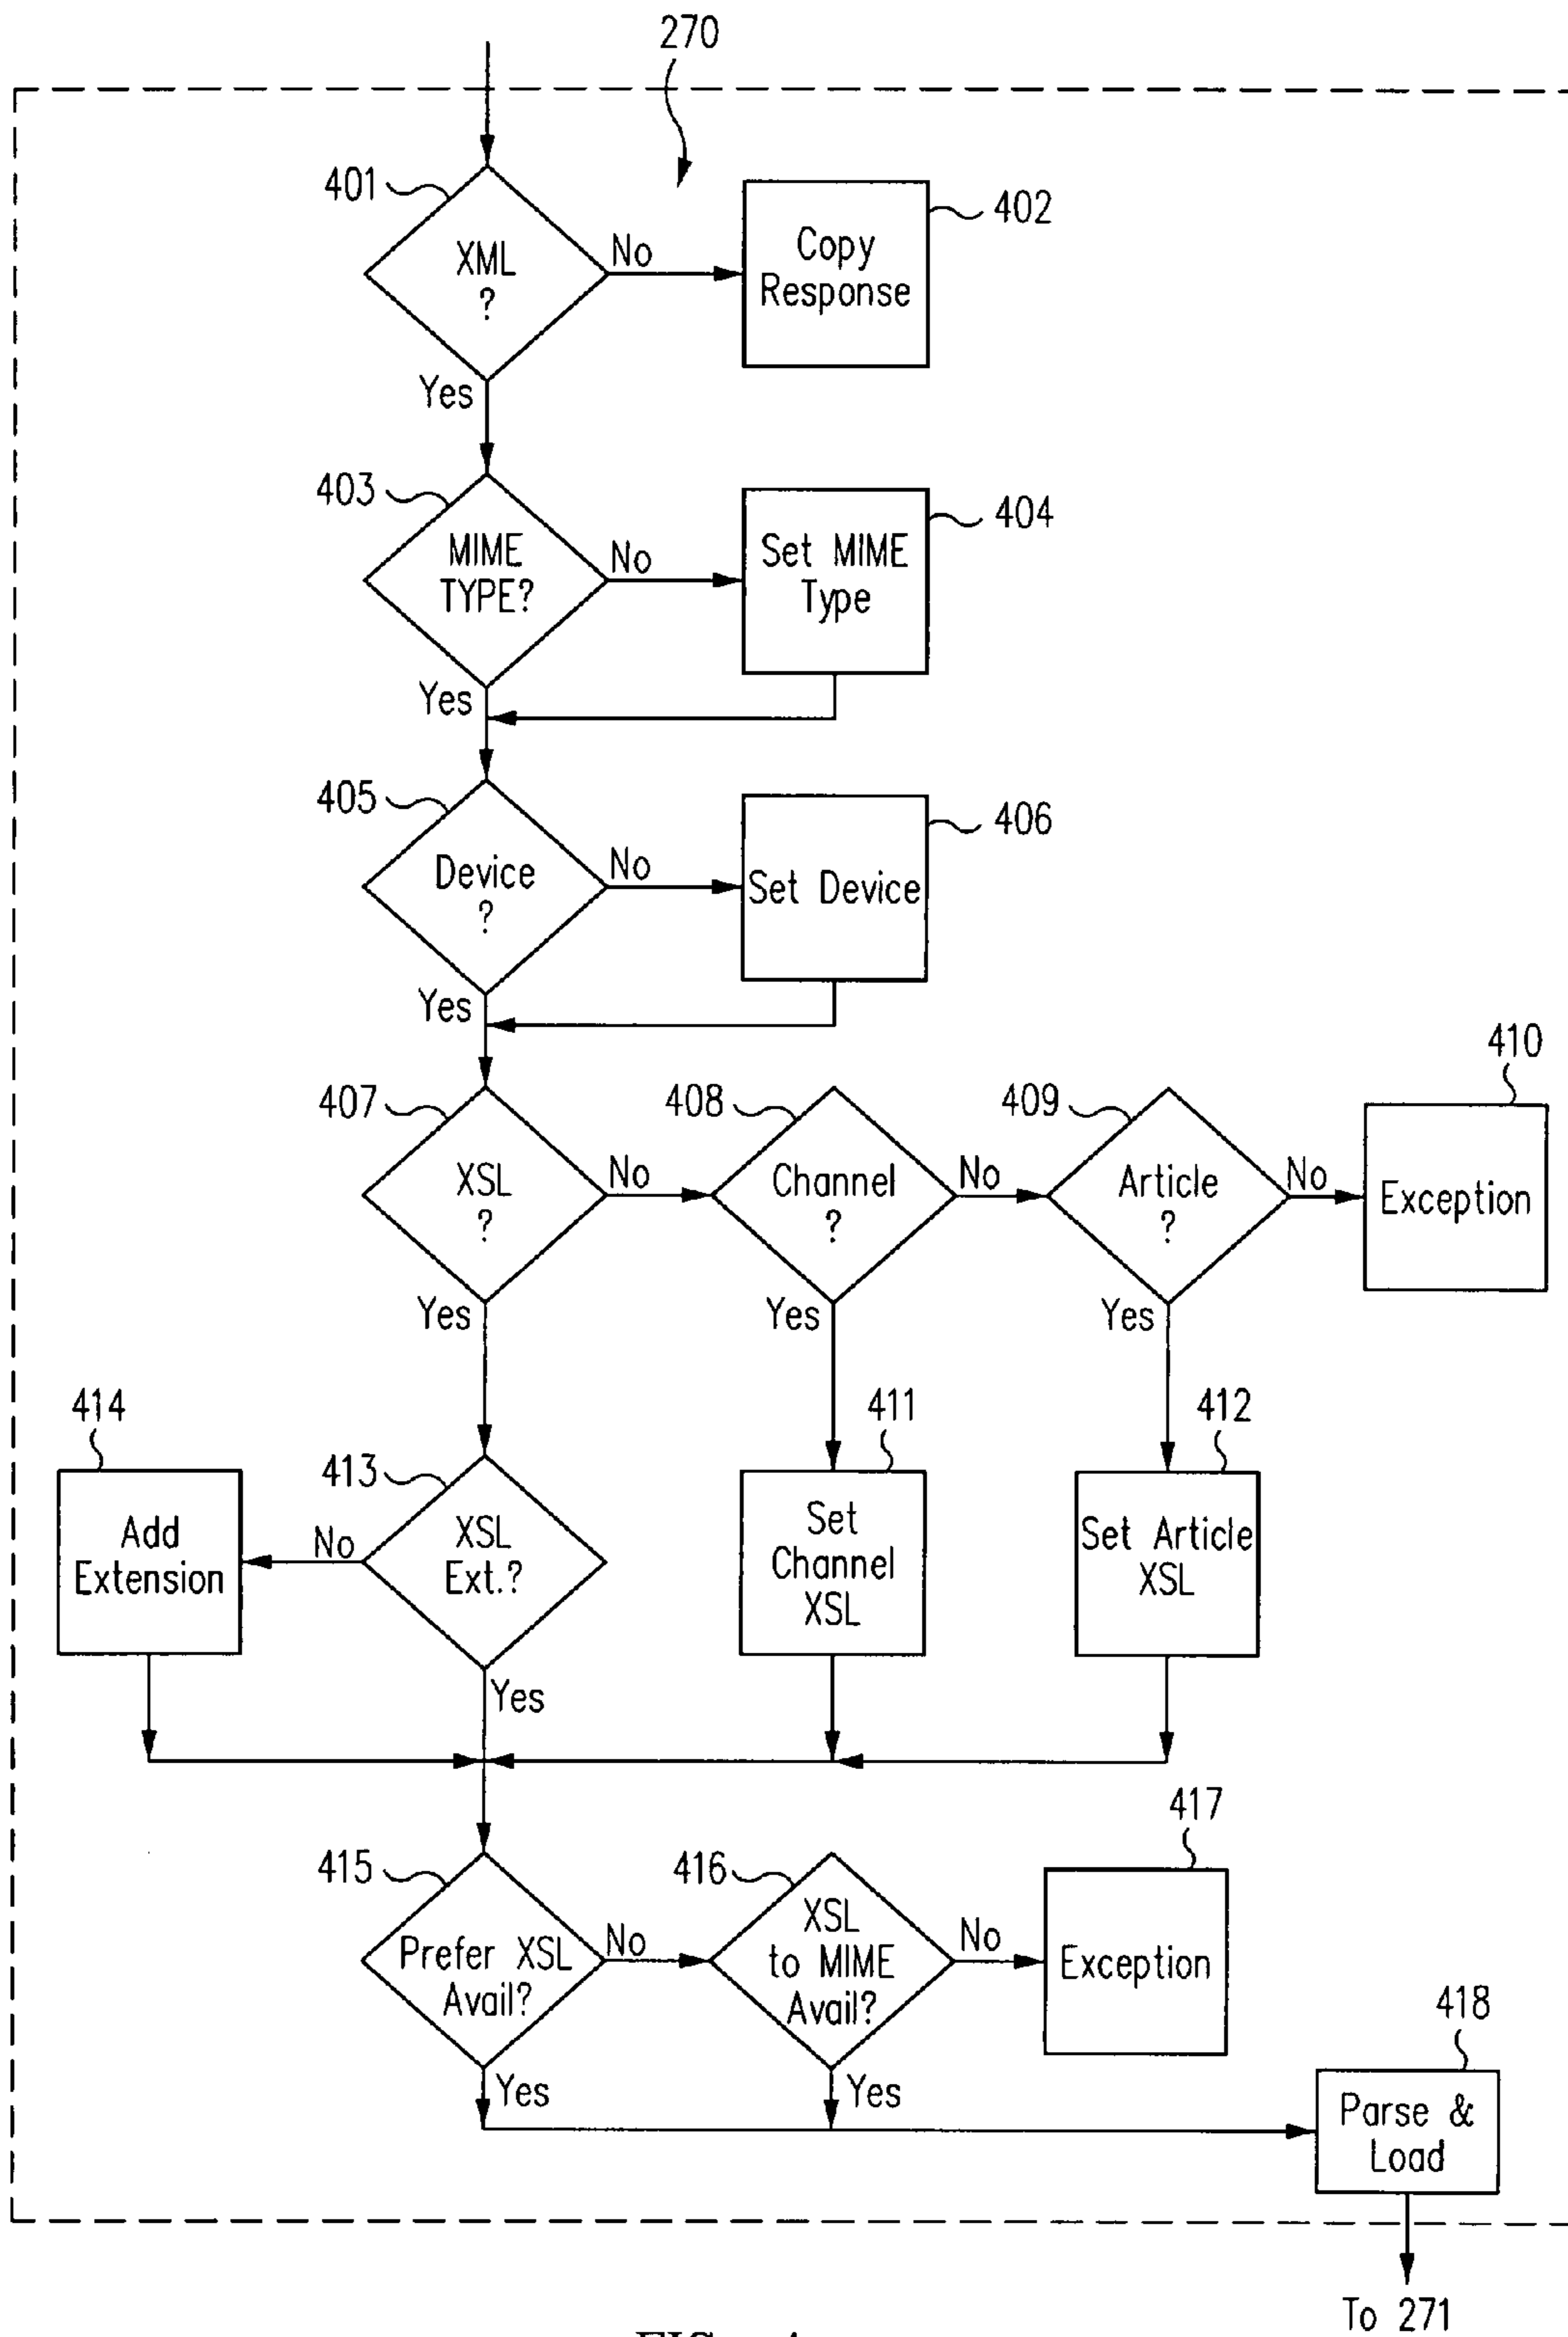 270
401
XML
?
No
Copy
Response
402
Yes
403
MIME
TYPE?
No
Set MIME
Type
404
Yes
405
Device
?
No
Set Device
406
Yes
407
XSL
?
No
408
Channel
?
No
409
Article
?
No
410
Exception
Yes
Yes
Yes
414
Add
Extension
No
413
XSL
Ext.?
411
Set
Channel
XSL
412
Set Article
XSL
Yes
415
Prefer XSL
Avail?
No
416
XSL
to MIME
Avail?
No
417
Exception
Yes
Yes
418
Parse &
Load
To 271